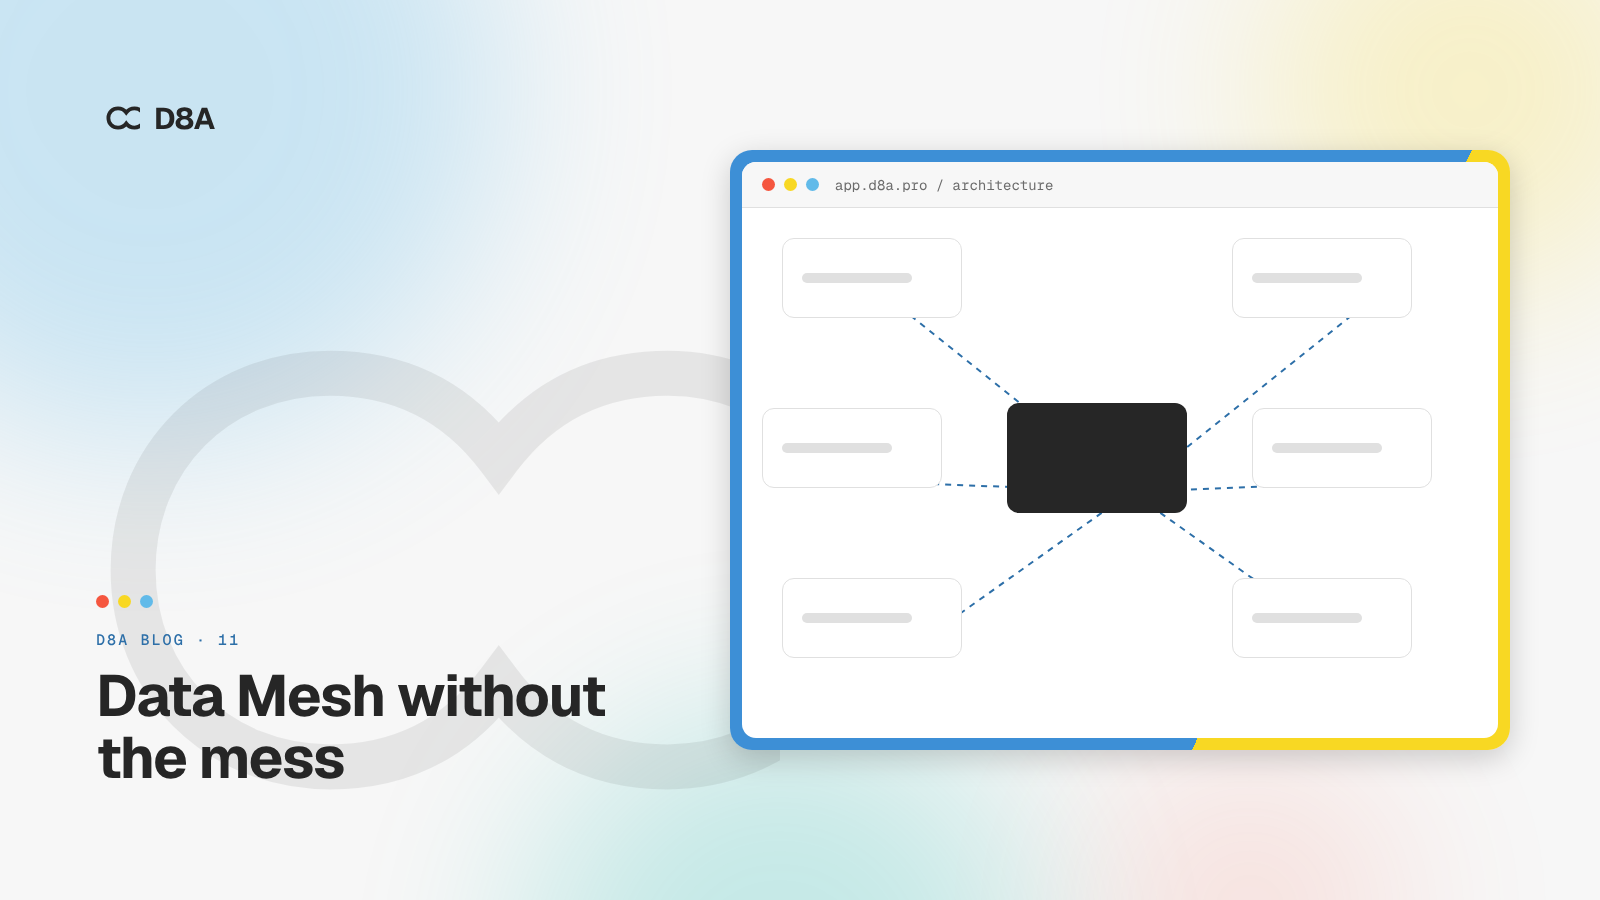 D8A
app.d8a.pro / architecture
D8A BLOG · 11
Data Mesh without
the mess